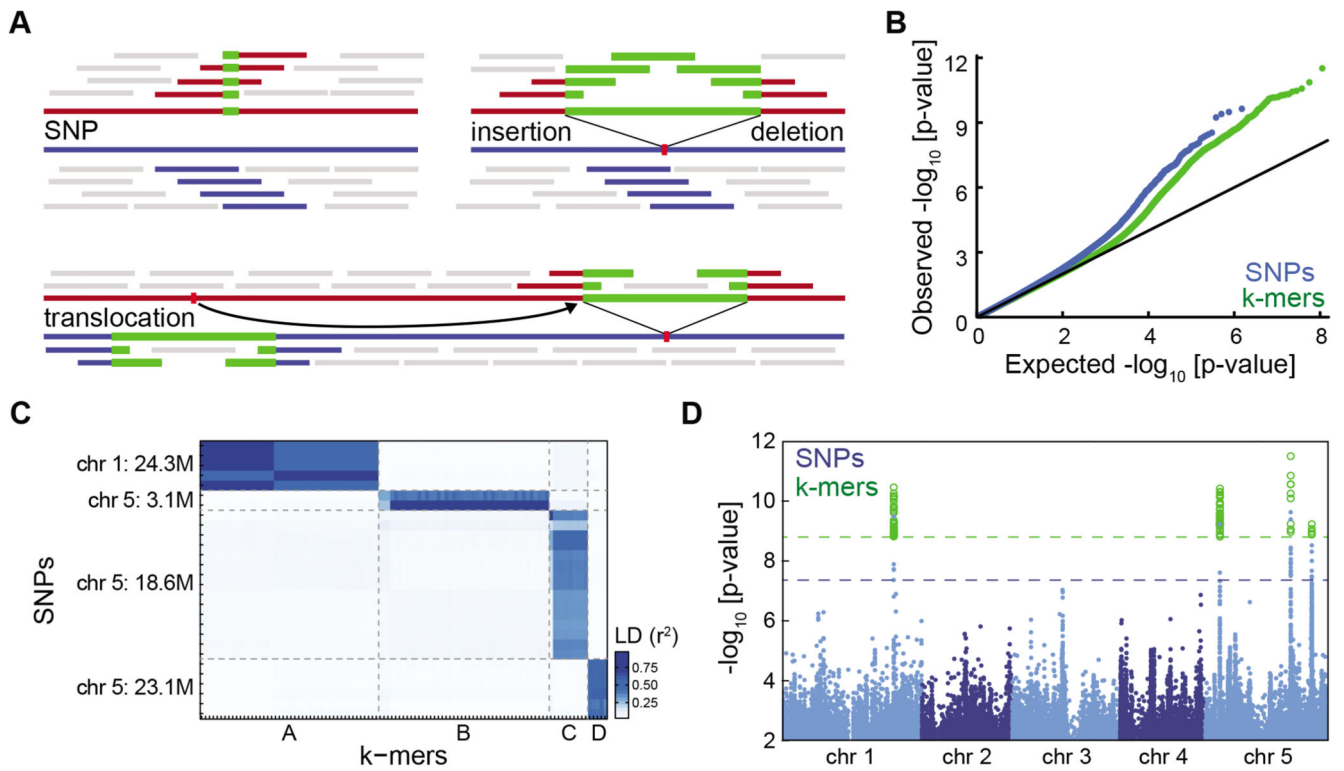 A
SNP
insertion
deletion
translocation
B
Observed -log10 [p-value]
12
9
6
3
0
0
2
4
6
8
SNPs
k-mers
Expected -log10 [p-value]
C
SNPs
chr 1: 24.3M
chr 5: 3.1M
chr 5: 18.6M
chr 5: 23.1M
LD (r²)
0.75
0.50
0.25
A
B
C
D
k−mers
D
-log10 [p-value]
12
10
8
6
4
2
SNPs
k-mers
chr 1
chr 2
chr 3
chr 4
chr 5